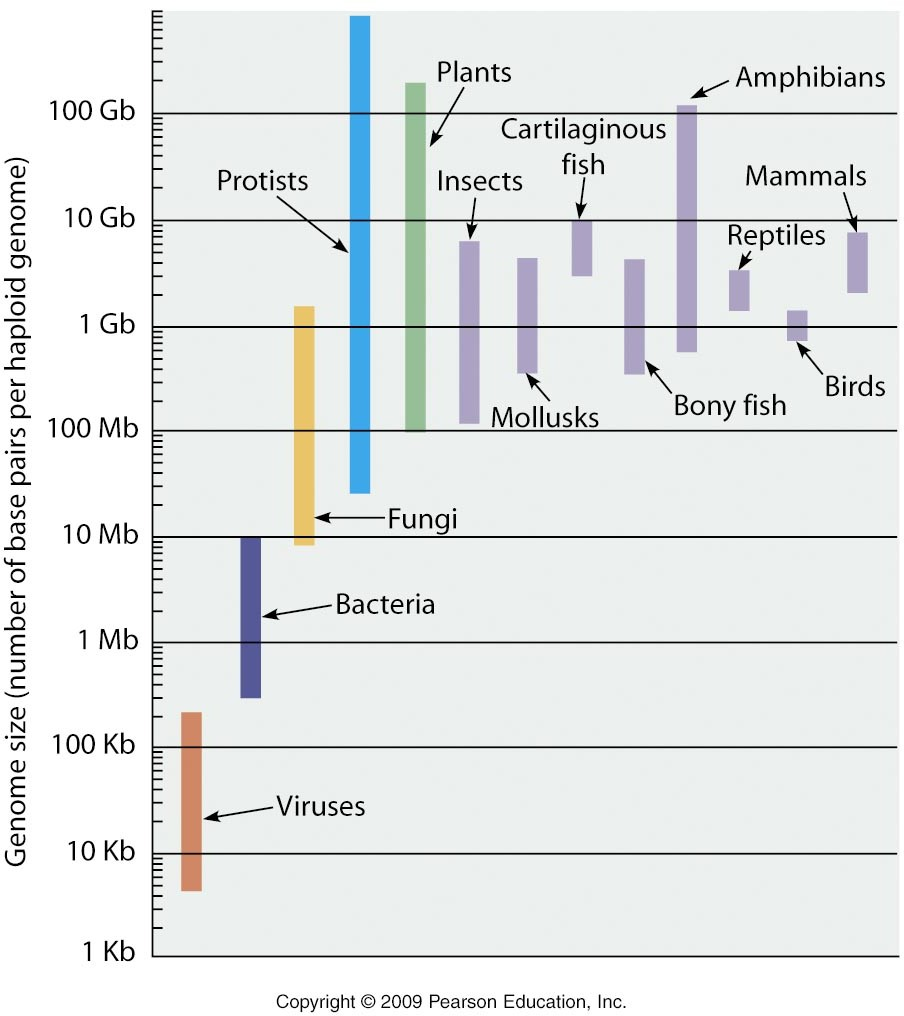 Genome size (number of base pairs per haploid genome)
100 Gb
10 Gb
1 Gb
100 Mb
10 Mb
1 Mb
100 Kb
10 Kb
1 Kb
Viruses
Bacteria
Fungi
Protists
Plants
Insects
Mollusks
Cartilaginous
fish
Bony fish
Amphibians
Reptiles
Birds
Mammals
Copyright © 2009 Pearson Education, Inc.